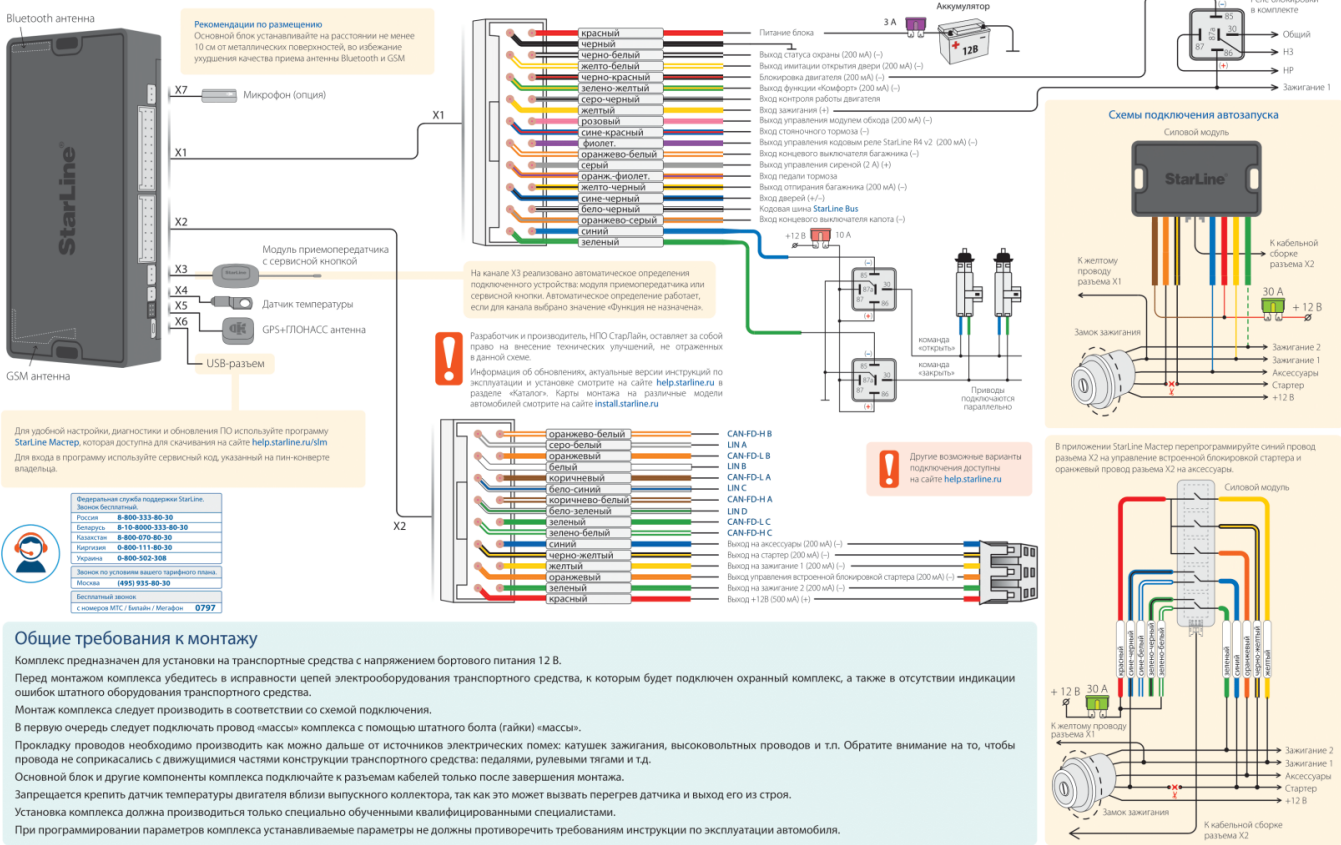 Bluetooth антенна
GSM антенна
StarLine
Рекомендации по размещению
Основной блок устанавливайте на расстоянии не менее
10 см от металлических поверхностей, во избежание
ухудшения качества приема антенны Bluetooth и GSM
X7
Микрофон (опция)
X1
X1
X2
Модуль приемопередатчика
с сервисной кнопкой
X3
X4
Датчик температуры
X5
GPS+ГЛОНАСС антенна
X6
USB-разъем
Для удобной настройки, диагностики и обновления ПО используйте программу
StarLine Мастер, которая доступна для скачивания на сайте help.starline.ru/slm
Для входа в программу используйте сервисный код, указанный на пин-конверте
владельца.
Федеральная служба поддержки StarLine.
Звонок бесплатный.
Россия 8-800-333-80-30
Беларусь 8-10-8000-333-80-30
Казахстан 8-800-070-80-30
Киргизия 0-800-111-80-30
Украина 0-800-502-308
Звонок по условиям вашего тарифного плана.
Москва (495) 935-80-30
Бесплатный звонок
с номеров МТС / Билайн / Мегафон 0797
Аккумулятор
3 А
12В
красный Питание блока
черный
черно-белый Выход статуса охраны (200 мА) (–)
желто-белый Выход имитации открытия двери (200 мА) (–)
черно-красный Блокировка двигателя (200 мА) (–)
зелено-желтый Выход функции «Комфорт» (200 мА) (–)
серо-черный Вход контроля работы двигателя
желтый Вход зажигания (+)
розовый Выход управления модулем обхода (200 мА) (–)
сине-красный Вход стояночного тормоза (–)
фиолет. Выход управления кодовым реле StarLine R4 v2 (200 мА) (–)
оранжево-белый Вход концевого выключателя багажника (–)
серый Выход управления сиреной (2 А) (+)
оранж.-фиолет. Вход педали тормоза
желто-черный Выход отпирания багажника (200 мА) (–)
сине-черный Вход дверей (+/–)
бело-черный Кодовая шина StarLine Bus
оранжево-серый Вход концевого выключателя капота (–)
синий
зеленый
+12 В
10 А
(–)
85
87a
30
87
86
(+)
(–)
85
87a
30
87
86
(+)
команда
«открыть»
команда
«закрыть»
Приводы
подключаются
параллельно
На канале X3 реализовано автоматическое определения
подключенного устройства: модуля приемопередатчика или
сервисной кнопки. Автоматическое определение работает,
если для канала выбрано значение «Функция не назначена».
Разработчик и производитель, НПО СтарЛайн, оставляет за собой
право на внесение технических улучшений, не отраженных
в данной схеме.
Информация об обновлениях, актуальные версии инструкций по
эксплуатации и установке смотрите на сайте help.starline.ru в
разделе «Каталог». Карты монтажа на различные модели
автомобилей смотрите на сайте install.starline.ru
X2
оранжево-белый CAN-FD-H B
серо-белый LIN A
оранжевый CAN-FD-L B
белый LIN B
коричневый CAN-FD-L A
бело-синий LIN C
коричнево-белый CAN-FD-H A
бело-зеленый LIN D
зеленый CAN-FD-L C
зелено-белый CAN-FD-H C
синий Выход на аксессуары (200 мА) (–)
черно-желтый Выход на стартер (200 мА) (–)
желтый Выход на зажигание 1 (200 мА) (–)
оранжевый Выход управления встроенной блокировкой стартера (200 мА) (–)
зеленый Выход на зажигание 2 (200 мА) (–)
красный Выход +12В (500 мА) (+)
Другие возможные варианты
подключения доступны
на сайте help.starline.ru
в комплекте
(–)
85
87a
30
87
86
(+)
Общий
НЗ
НР
Зажигание 1
Схемы подключения автозапуска
Силовой модуль
StarLine
К желтому
проводу
разъема X1
К кабельной
сборке
разъема X2
30 А
+ 12 В
Замок зажигания
Зажигание 2
Зажигание 1
Аксессуары
Стартер
+12 В
В приложении StarLine Мастер перепрограммируйте синий провод
разъема X2 на управление встроенной блокировкой стартера и
оранжевый провод разъема X2 на аксессуары.
Силовой модуль
красный
сине-черный
сине-белый
зелено-черный
зелено-белый
зеленый
синий
оранжевый
черно-желтый
желтый
+ 12 В
30 А
К желтому проводу
разъема X1
Зажигание 2
Зажигание 1
Аксессуары
Стартер
+12 В
Замок зажигания
К кабельной сборке
разъема X2
Общие требования к монтажу
Комплекс предназначен для установки на транспортные средства с напряжением бортового питания 12 В.
Перед монтажом комплекса убедитесь в исправности цепей электрооборудования транспортного средства, к которым будет подключен охранный комплекс, а также в отсутствии индикации
ошибок штатного оборудования транспортного средства.
Монтаж комплекса следует производить в соответствии со схемой подключения.
В первую очередь следует подключать провод «массы» комплекса с помощью штатного болта (гайки) «массы».
Прокладку проводов необходимо производить как можно дальше от источников электрических помех: катушек зажигания, высоковольтных проводов и т.п. Обратите внимание на то, чтобы
провода не соприкасались с движущимися частями конструкции транспортного средства: педалями, рулевыми тягами и т.д.
Основной блок и другие компоненты комплекса подключайте к разъемам кабелей только после завершения монтажа.
Запрещается крепить датчик температуры двигателя вблизи выпускного коллектора, так как это может вызвать перегрев датчика и выход его из строя.
Установка комплекса должна производиться только специально обученными квалифицированными специалистами.
При программировании параметров комплекса устанавливаемые параметры не должны противоречить требованиям инструкции по эксплуатации автомобиля.